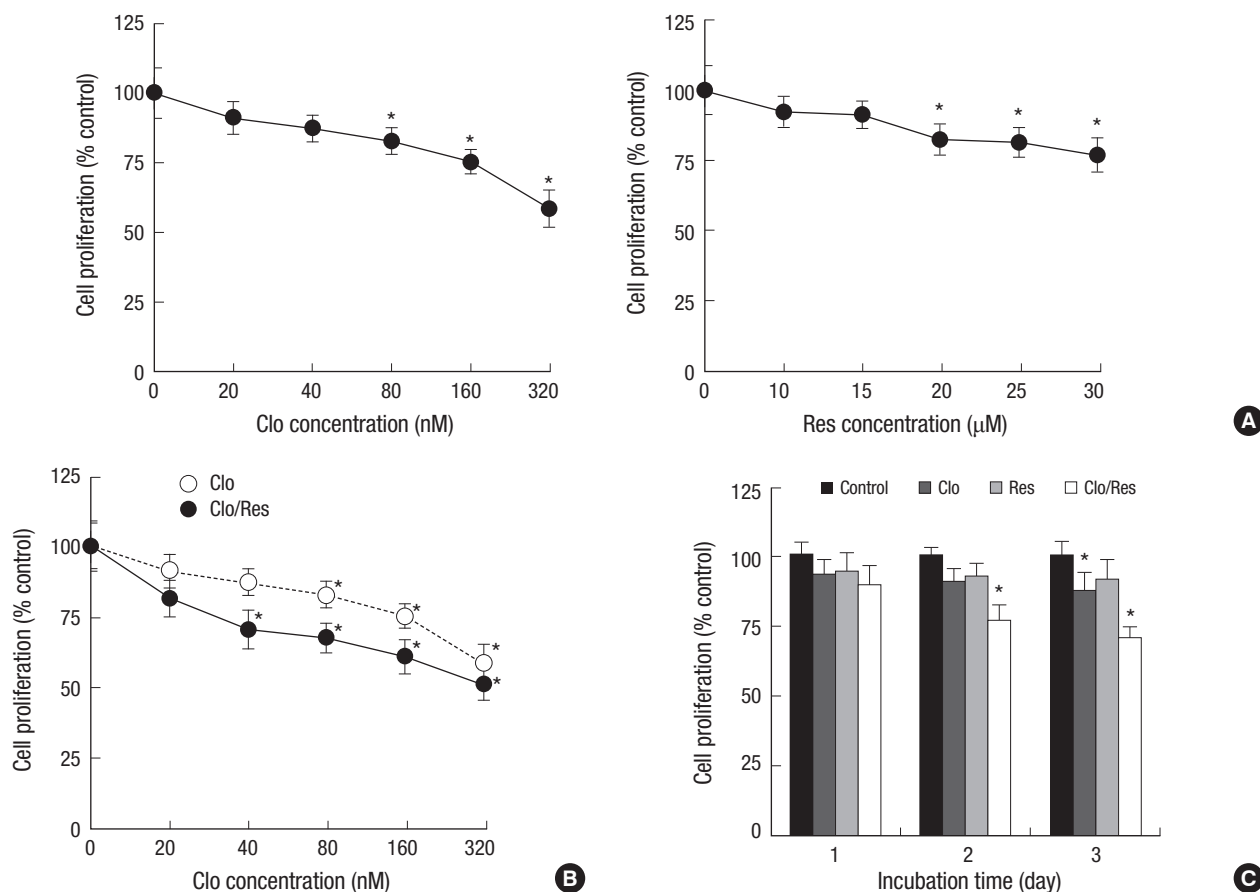 125
100
75
50
25
0
Cell proliferation (% control)
*
*
*
0 20 40 80 160 320
Clo concentration (nM)
125
100
75
50
25
0
Cell proliferation (% control)
*
*
*
0 10 15 20 25 30
Res concentration (μM)
A
125
100
75
50
25
0
Cell proliferation (% control)
Clo
Clo/Res
*
*
*
*
*
*
*
0 20 40 80 160 320
Clo concentration (nM)
B
125
100
75
50
25
0
Cell proliferation (% control)
Control Clo Res Clo/Res
*
*
*
1 2 3
Incubation time (day)
C